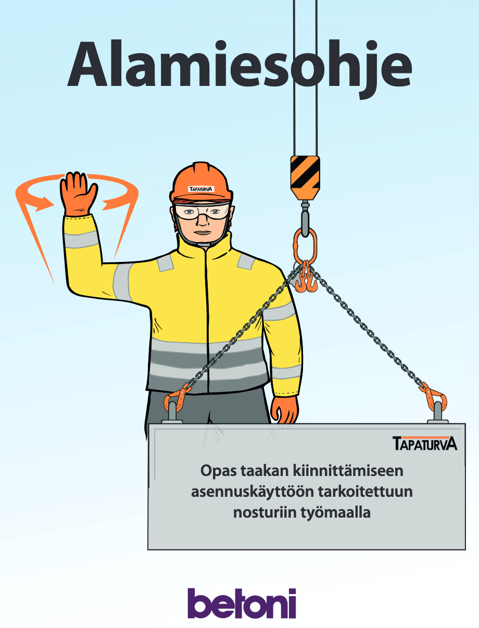 Alamiesohje
TAPATURVA
TAPATURVA
Opas taakan kiinnittämiseen
asennuskäyttöön tarkoitettuun
nosturiin työmaalla
betoni